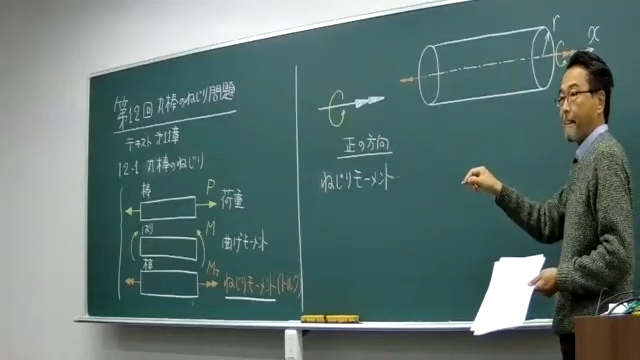 第12回 丸棒のねじり問題
テキスト 第11章
12-1 丸棒のねじり
棒
P
荷重
はり
M
曲げモーメント
M_T
ねじりモーメント(トルク)
正の方向
ねじりモーメント
r
x